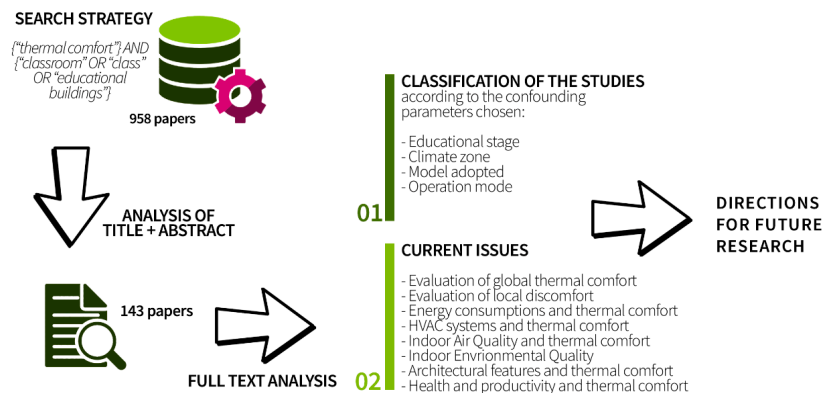 SEARCH STRATEGY
{"thermal comfort"} AND
{"classroom" OR "class"
OR "educational
buildings"}
958 papers
ANALYSIS OF
TITLE + ABSTRACT
143 papers
FULL TEXT ANALYSIS
01
CLASSIFICATION OF THE STUDIES
according to the confounding
parameters chosen:
- Educational stage
- Climate zone
- Model adopted
- Operation mode
02
CURRENT ISSUES
- Evaluation of global thermal comfort
- Evaluation of local discomfort
- Energy consumptions and thermal comfort
- HVAC systems and thermal comfort
- Indoor Air Quality and thermal comfort
- Indoor Envrionmental Quality
- Architectural features and thermal comfort
- Health and productivity and thermal comfort
DIRECTIONS
FOR FUTURE
RESEARCH